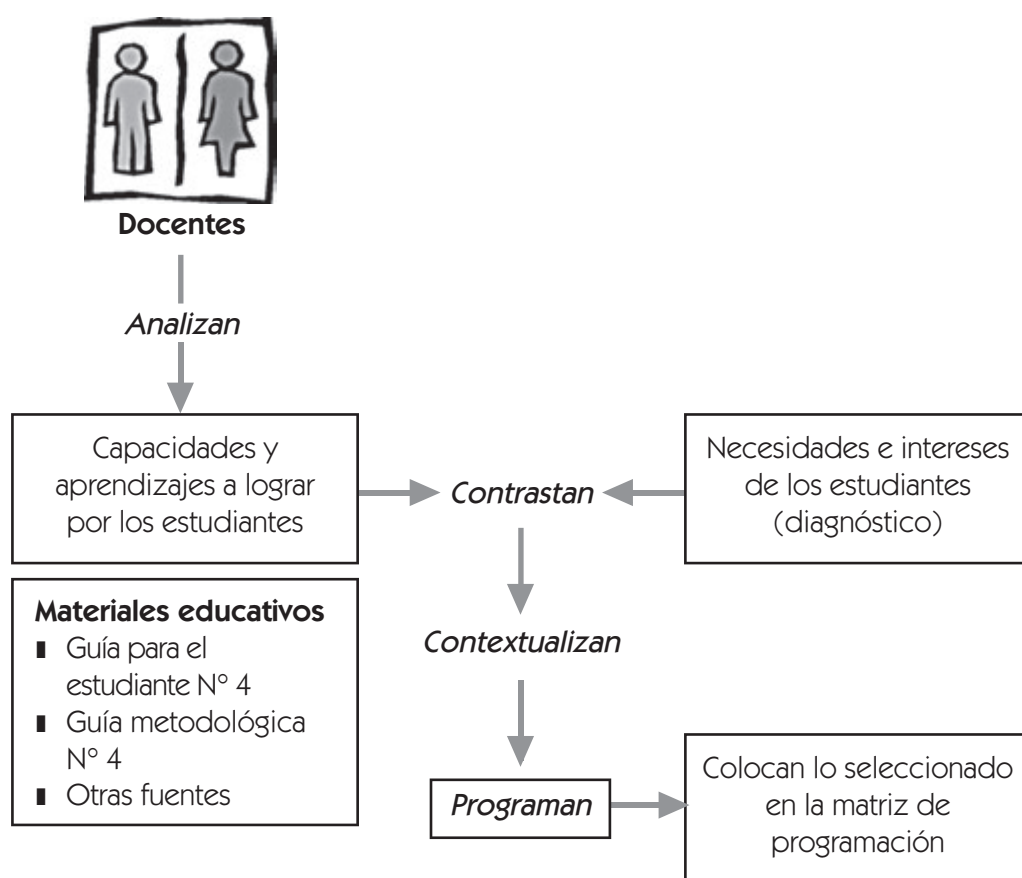 Docentes
Analizan
Capacidades y
aprendizajes a lograr
por los estudiantes
Contrastan
Necesidades e intereses
de los estudiantes
(diagnóstico)
Materiales educativos
▮ Guía para el
estudiante N° 4
▮ Guía metodológica
N° 4
▮ Otras fuentes
Contextualizan
Programan
Colocan lo seleccionado
en la matriz de
programación